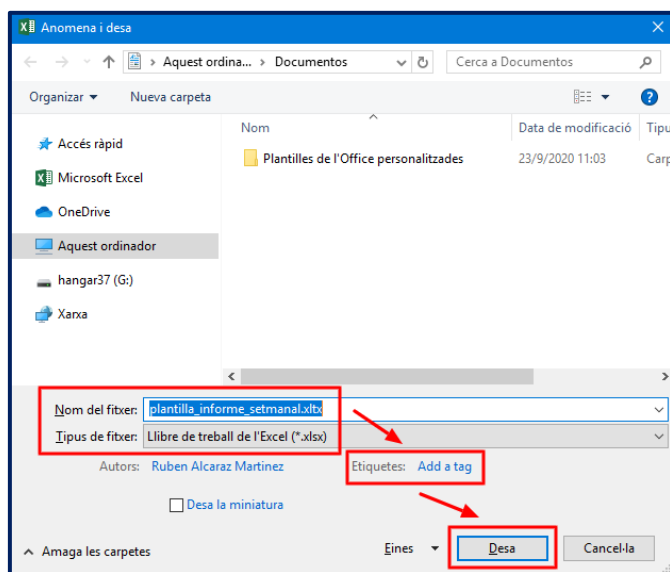 Anomena i desa
Aquest ordina... > Documentos
Cerca a Documentos
Organizar
Nueva carpeta
Nom
Data de modificació
Tipu
Accés ràpid
Plantilles de l'Office personalitzades
23/9/2020 11:03
Carp
Microsoft Excel
OneDrive
Aquest ordinador
hangar37 (G:)
Xarxa
Nom del fitxer: plantilla_informe_setmanal.xltx
Tipus de fitxer: Llibre de treball de l'Excel (*.xlsx)
Autors: Ruben Alcaraz Martinez
Etiquetes: Add a tag
Desa la miniatura
Amaga les carpetes
Eines
Desa
Cancel·la